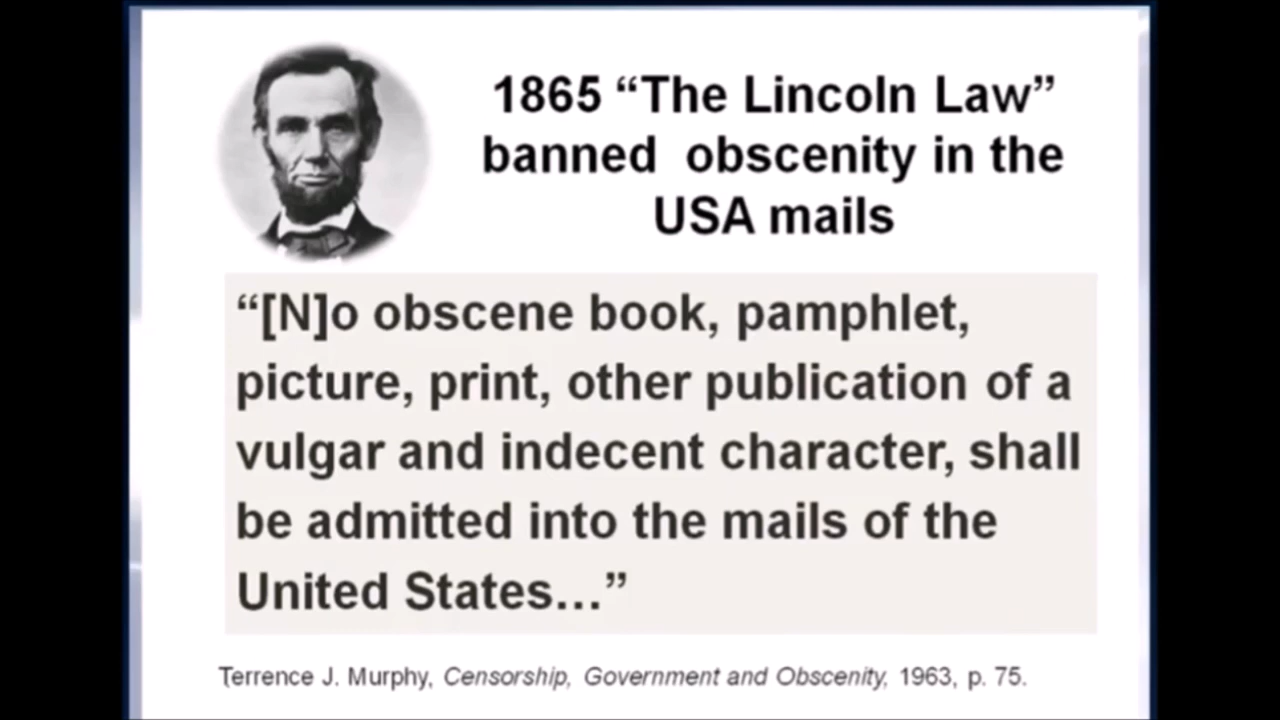 1865 “The Lincoln Law”
banned  obscenity in the
USA mails
“[N]o obscene book, pamphlet,
picture, print, other publication of a
vulgar and indecent character, shall
be admitted into the mails of the
United States...”
Terrence J. Murphy, Censorship, Government and Obscenity, 1963, p. 75.